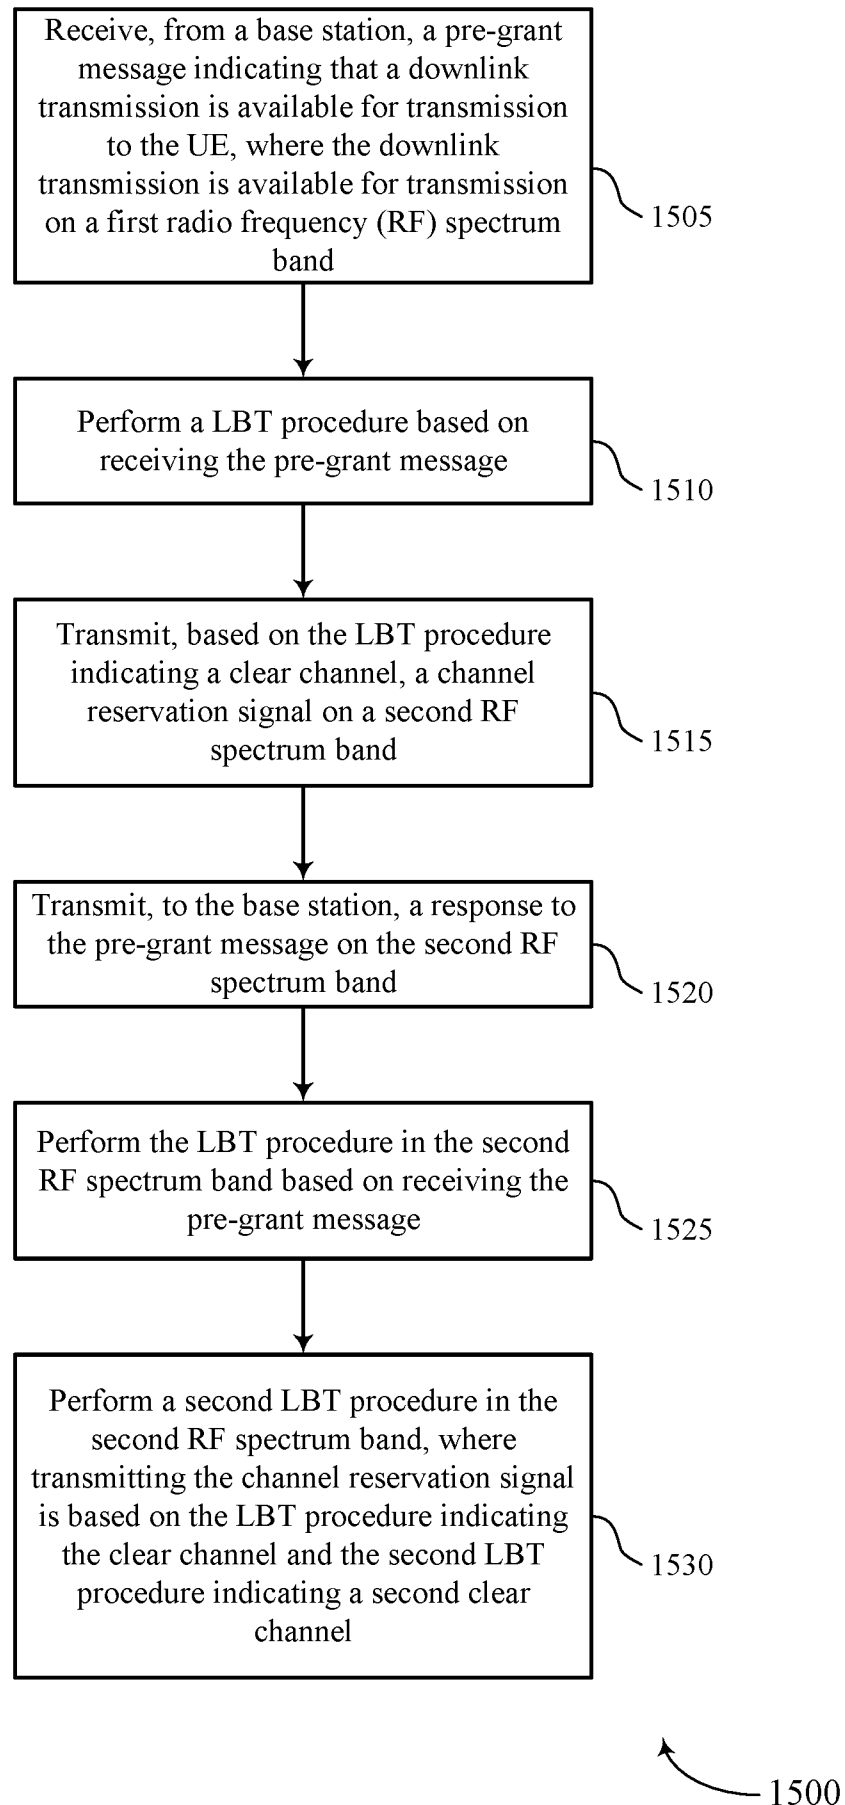 Receive, from a base station, a pre-grant
message indicating that a downlink
transmission is available for transmission
to the UE, where the downlink
transmission is available for transmission
on a first radio frequency (RF) spectrum
band
1505
Perform a LBT procedure based on
receiving the pre-grant message
1510
Transmit, based on the LBT procedure
indicating a clear channel, a channel
reservation signal on a second RF
spectrum band
1515
Transmit, to the base station, a response to
the pre-grant message on the second RF
spectrum band
1520
Perform the LBT procedure in the second
RF spectrum band based on receiving the
pre-grant message
1525
Perform a second LBT procedure in the
second RF spectrum band, where
transmitting the channel reservation signal
is based on the LBT procedure indicating
the clear channel and the second LBT
procedure indicating a second clear
channel
1530
1500